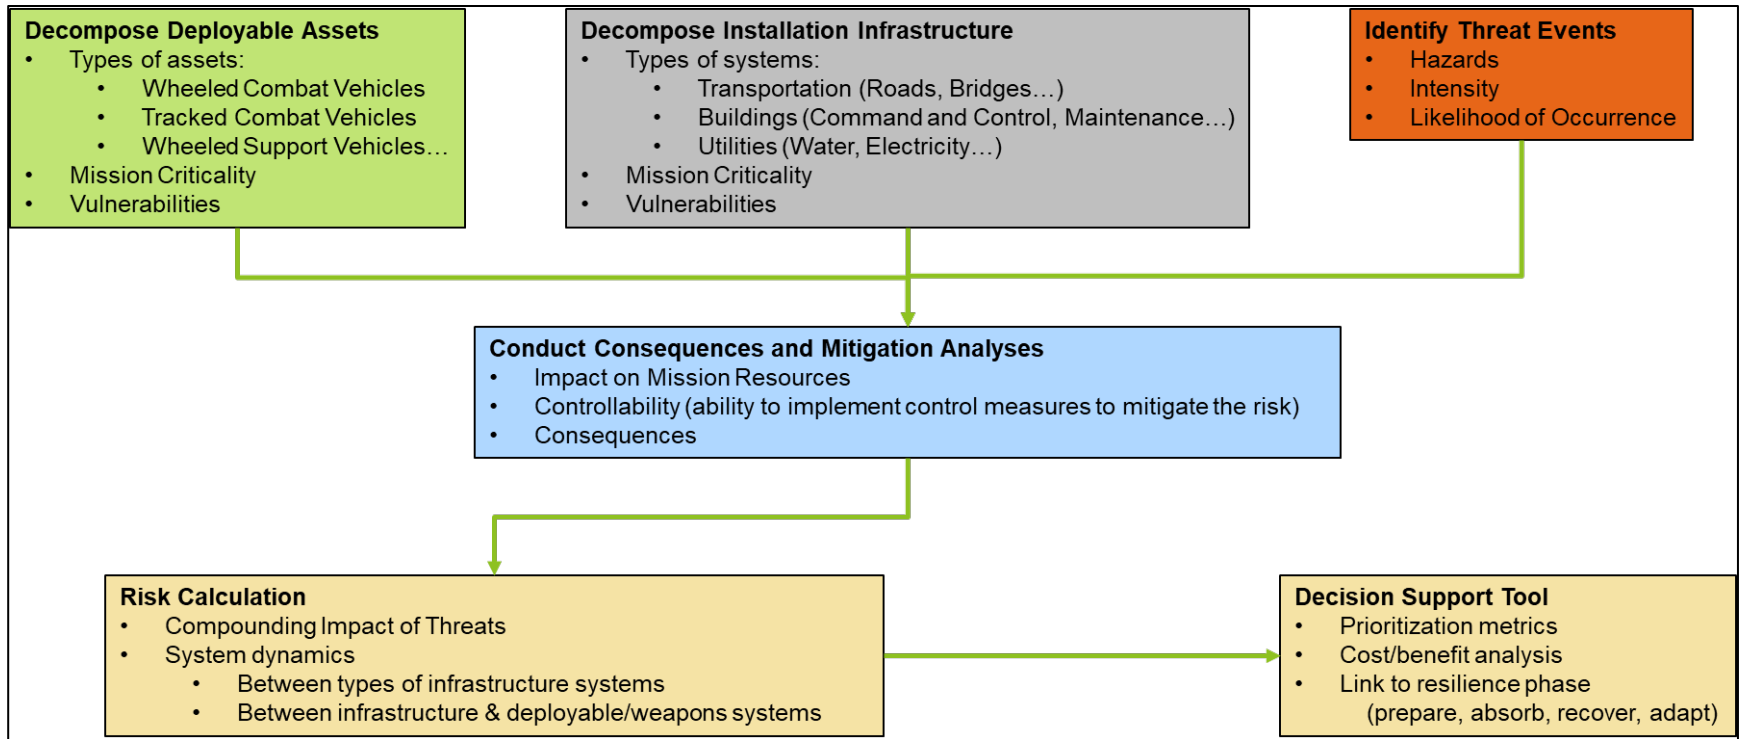 Decompose Deployable Assets
• Types of assets:
• Wheeled Combat Vehicles
• Tracked Combat Vehicles
• Wheeled Support Vehicles…
• Mission Criticality
• Vulnerabilities
Decompose Installation Infrastructure
• Types of systems:
• Transportation (Roads, Bridges…)
• Buildings (Command and Control, Maintenance…)
• Utilities (Water, Electricity…)
• Mission Criticality
• Vulnerabilities
Identify Threat Events
• Hazards
• Intensity
• Likelihood of Occurrence
Conduct Consequences and Mitigation Analyses
• Impact on Mission Resources
• Controllability (ability to implement control measures to mitigate the risk)
• Consequences
Risk Calculation
• Compounding Impact of Threats
• System dynamics
• Between types of infrastructure systems
• Between infrastructure & deployable/weapons systems
Decision Support Tool
• Prioritization metrics
• Cost/benefit analysis
• Link to resilience phase
(prepare, absorb, recover, adapt)